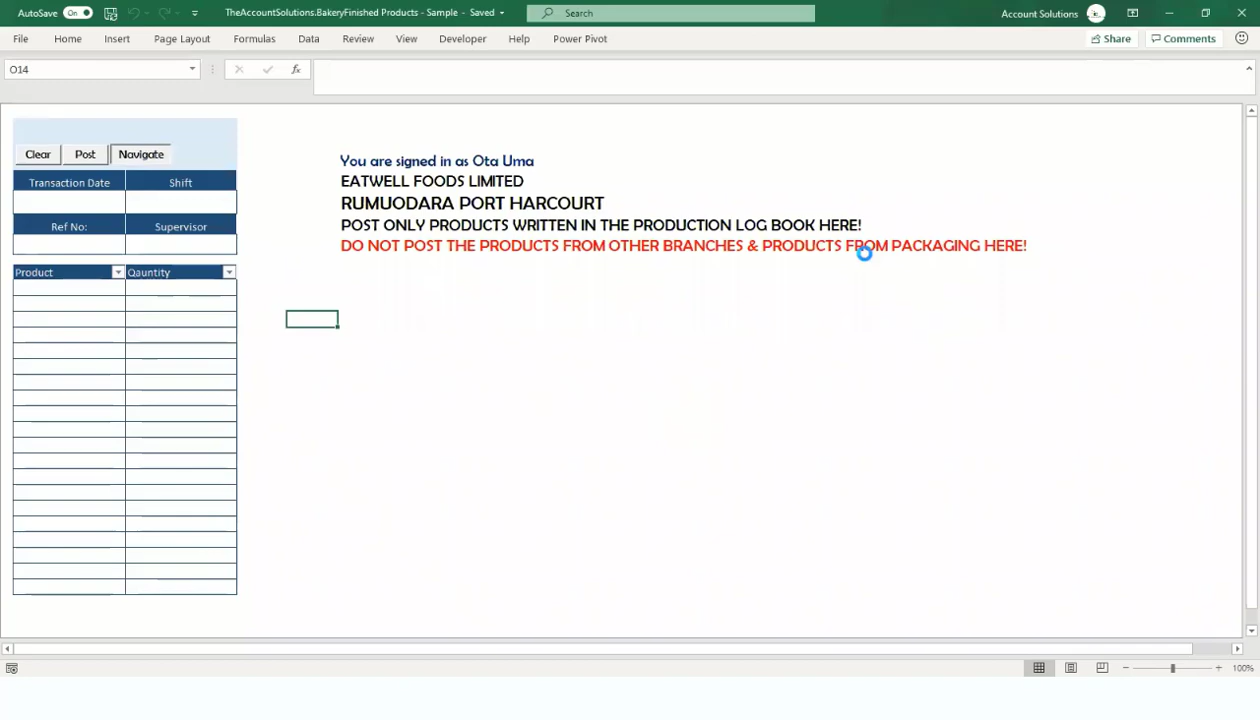 AutoSave On TheAccountSolutions.BakeryFinished Products - Sample - Saved Search Account Solutions
File Home Insert Page Layout Formulas Data Review View Developer Help Power Pivot Share Comments
O14 fx
Clear Post Navigate
Transaction Date Shift
Ref No: Supervisor
Product Qauntity
You are signed in as Ota Uma
EATWELL FOODS LIMITED
RUMUODARA PORT HARCOURT
POST ONLY PRODUCTS WRITTEN IN THE PRODUCTION LOG BOOK HERE!
DO NOT POST THE PRODUCTS FROM OTHER BRANCHES & PRODUCTS FROM PACKAGING HERE!
100%